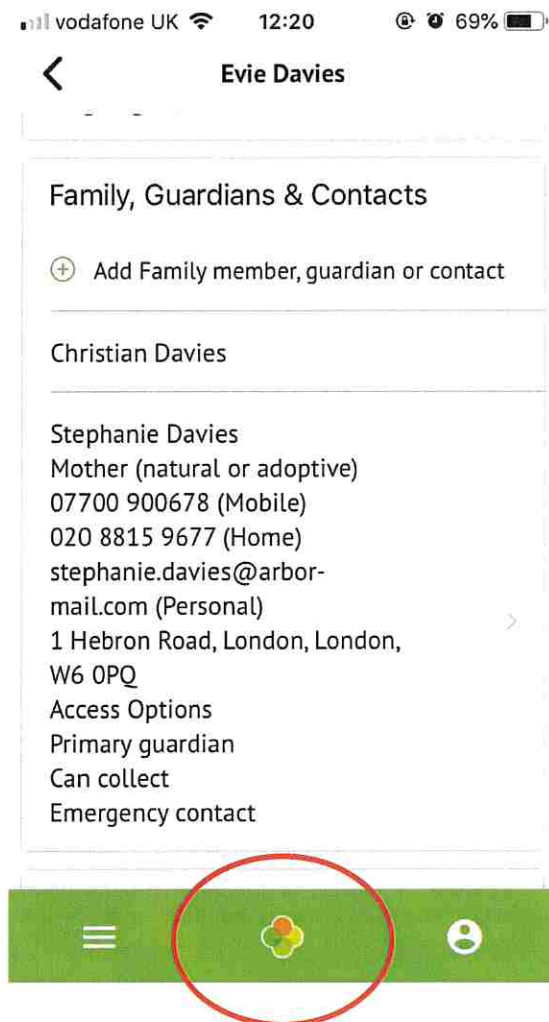 vodafone UK 12:20 69%
Evie Davies
Family, Guardians & Contacts
Add Family member, guardian or contact
Christian Davies
Stephanie Davies
Mother (natural or adoptive)
07700 900678 (Mobile)
020 8815 9677 (Home)
stephanie.davies@arbor-
mail.com (Personal)
1 Hebron Road, London, London,
W6 0PQ
Access Options
Primary guardian
Can collect
Emergency contact